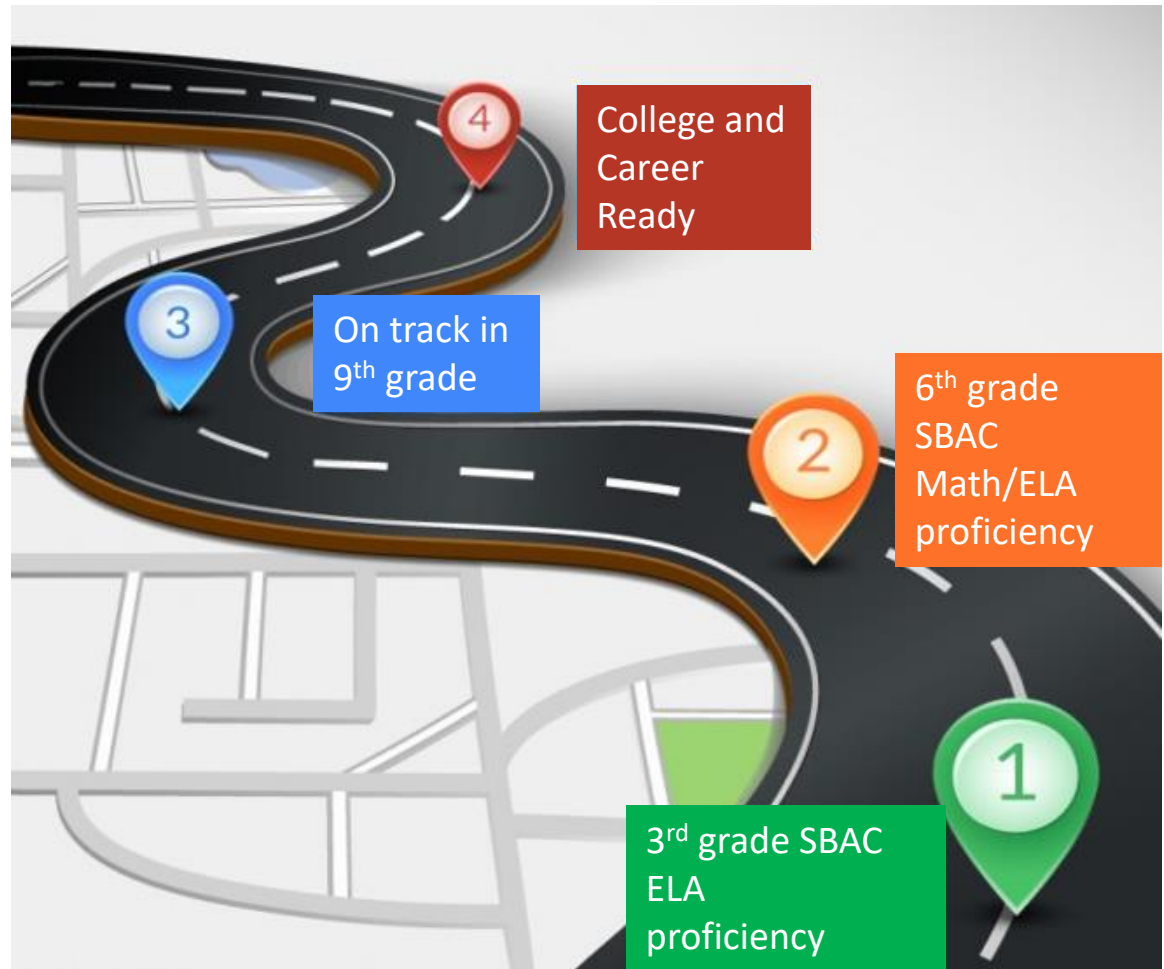 4
College and
Career
Ready
3
On track in
9th grade
2
6th grade
SBAC
Math/ELA
proficiency
1
3rd grade SBAC
ELA
proficiency